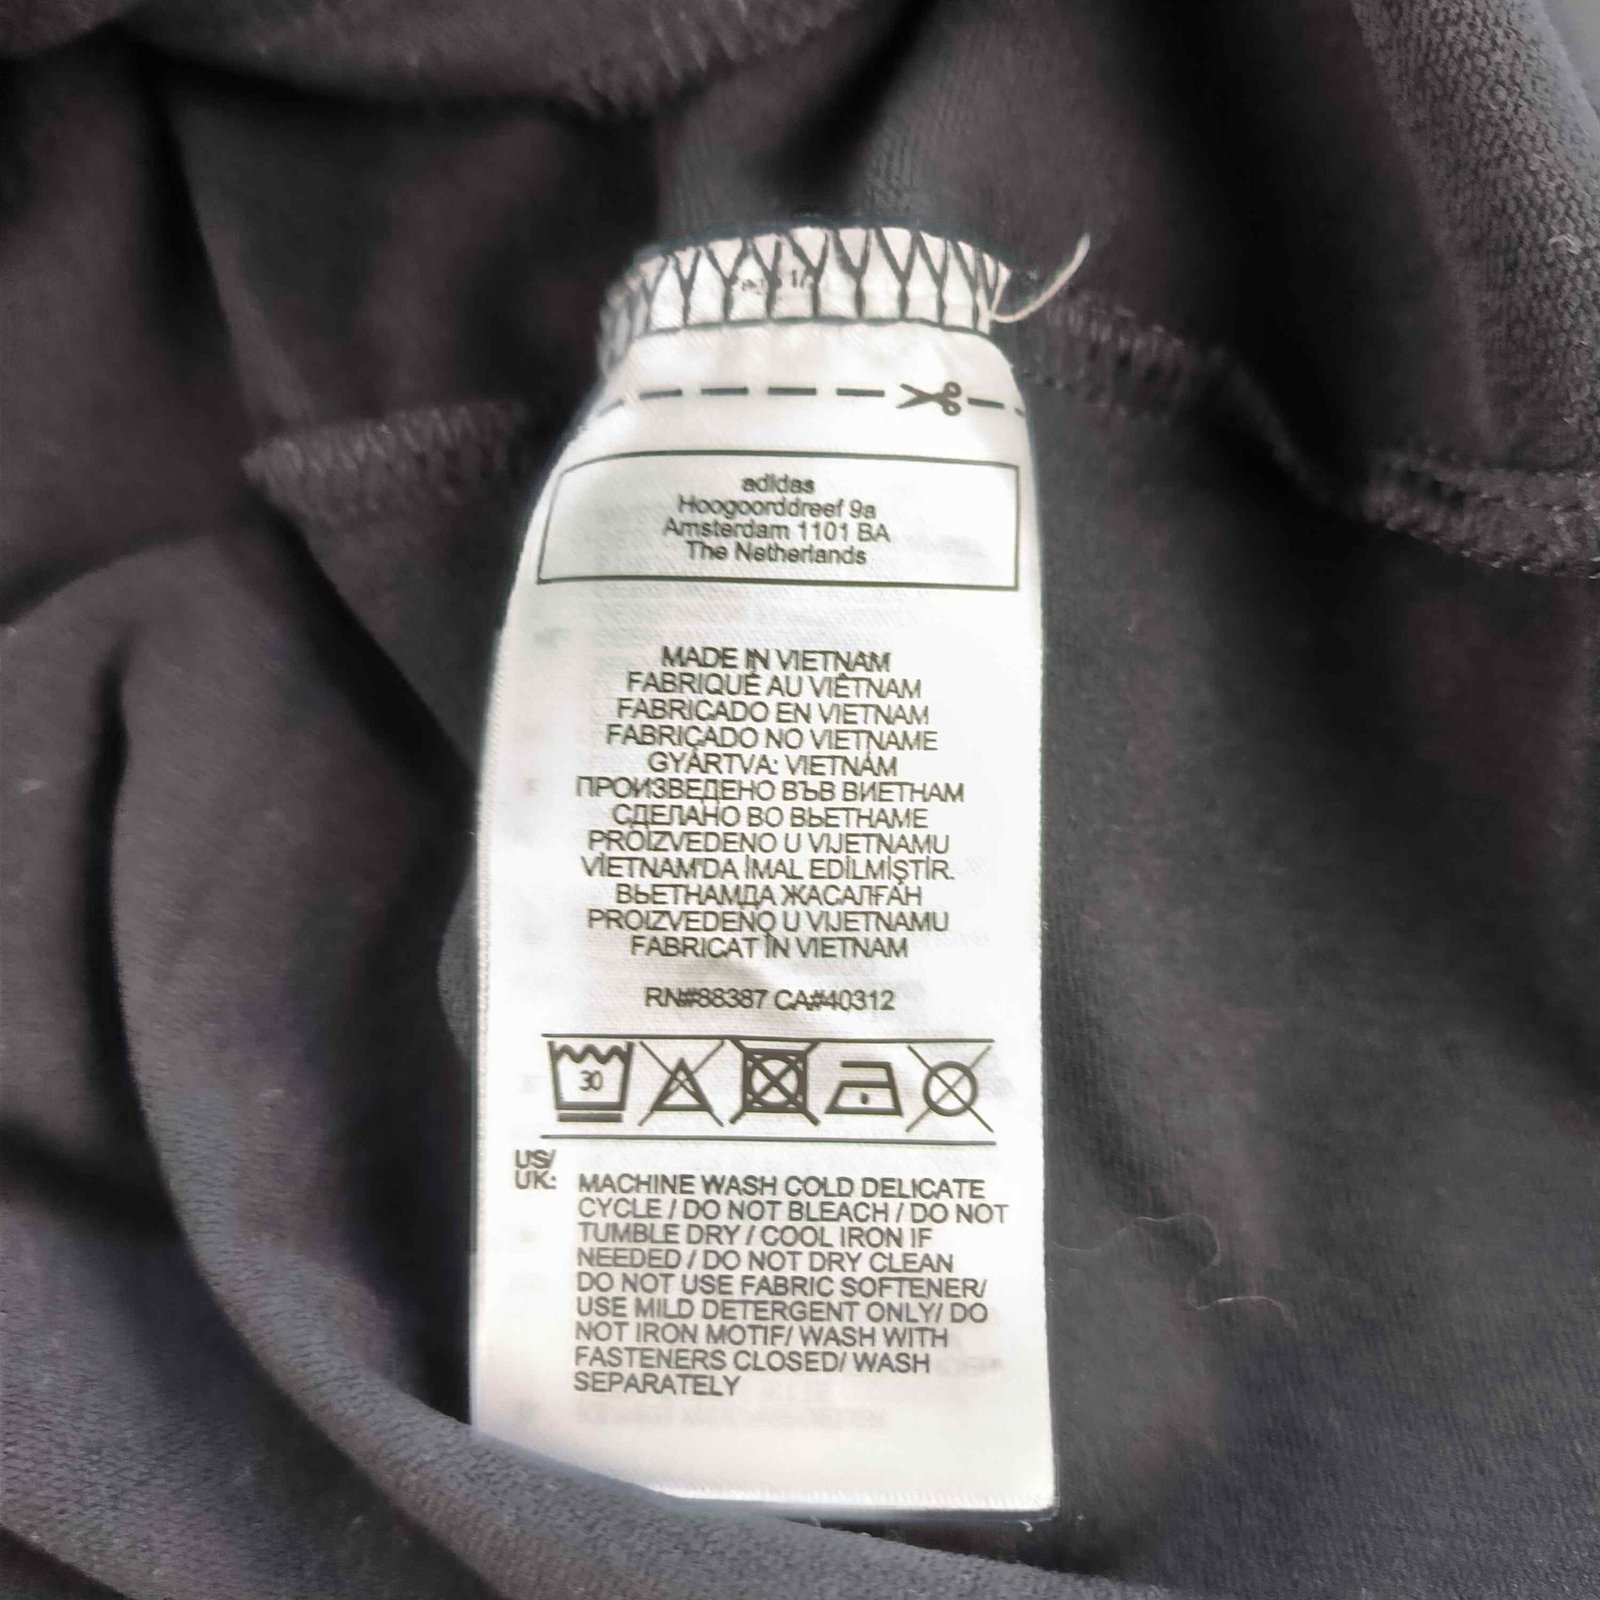 adidas
Hoogoorddreef 9a
Amsterdam 1101 BA
The Netherlands
MADE IN VIETNAM
FABRIQUÉ AU VIÊTNAM
FABRICADO EN VIETNAM
FABRICADO NO VIETNAME
GYÁRTVA: VIETNÁM
ПРОИЗВЕДЕНО ВЪВ ВИЕТНАМ
СДЕЛАНО ВО ВЬЕТНАМЕ
PROIZVEDENO U VIJETNAMU
VİETNAM'DA İMAL EDİLMİŞTİR.
ВЬЕТНАМДА ЖАСАЛҒАН
PROIZVEDENO U VIJETNAMU
FABRICAT ÎN VIETNAM
RN#88387 CA#40312
30
US/
UK: MACHINE WASH COLD DELICATE
CYCLE / DO NOT BLEACH / DO NOT
TUMBLE DRY / COOL IRON IF
NEEDED / DO NOT DRY CLEAN
DO NOT USE FABRIC SOFTENER/
USE MILD DETERGENT ONLY/ DO
NOT IRON MOTIF/ WASH WITH
FASTENERS CLOSED/ WASH
SEPARATELY